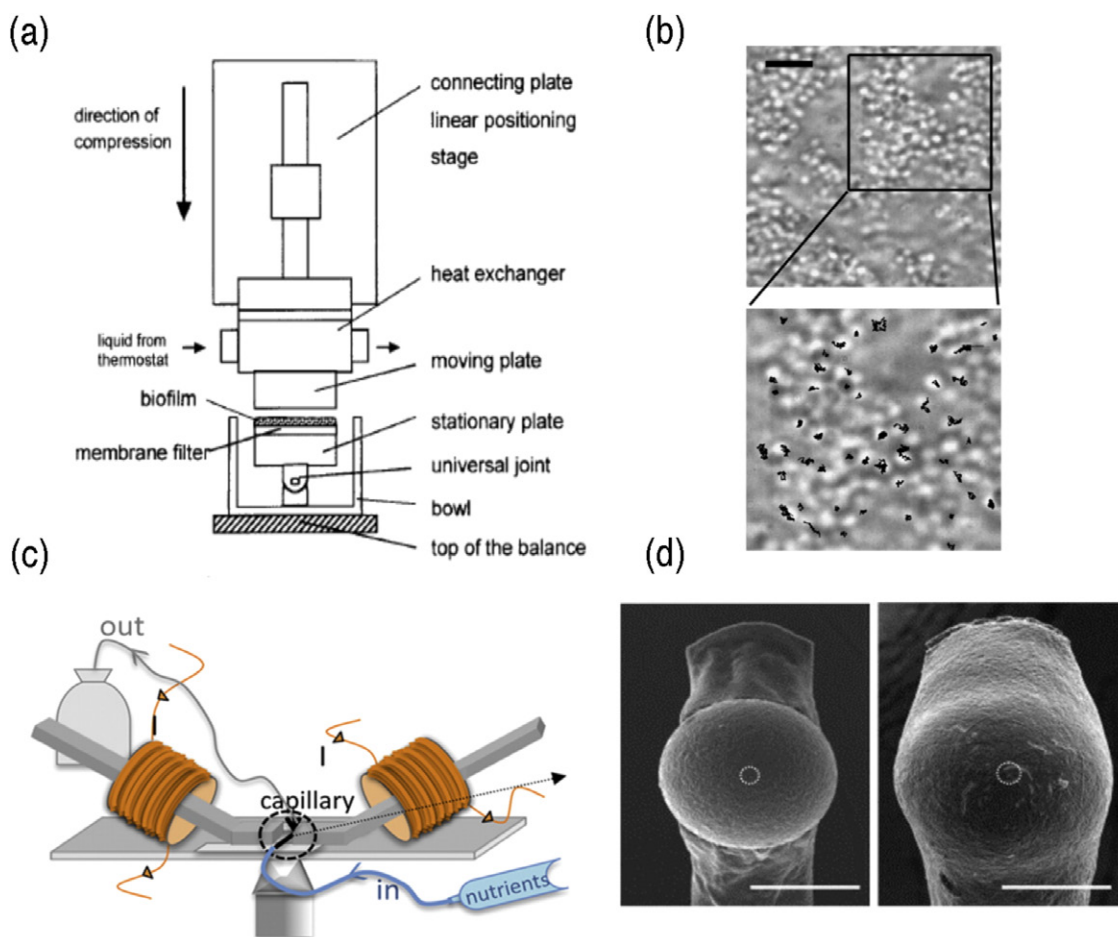 (a)
direction of
compression
connecting plate
linear positioning
stage
heat exchanger
liquid from
thermostat
moving plate
biofilm
stationary plate
membrane filter
universal joint
bowl
top of the balance
(b)
(c)
out
I
I
capillary
in
nutrients
(d)